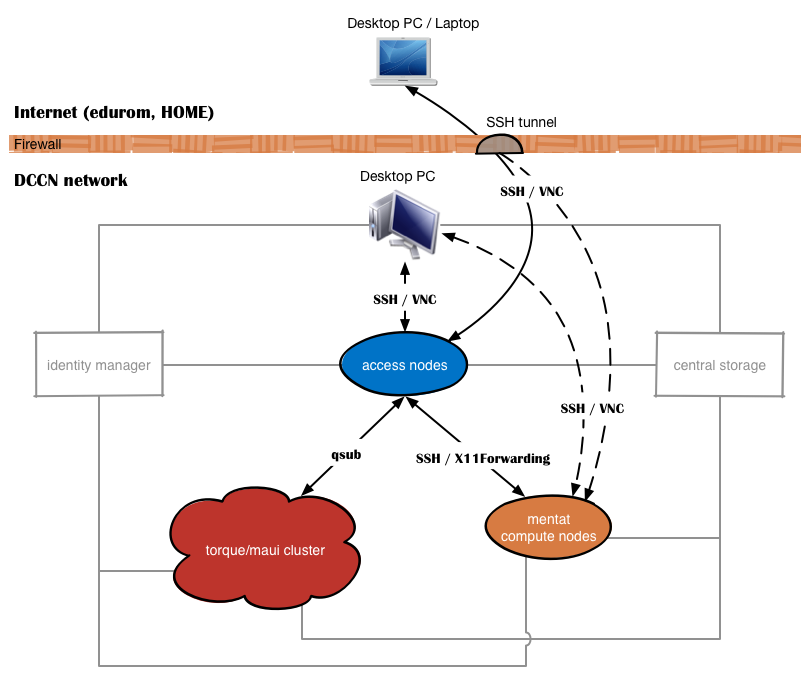 Desktop PC / Laptop
Internet (edurom, HOME)
SSH tunnel
Firewall
DCCN network
Desktop PC
SSH / VNC
SSH / VNC
identity manager
access nodes
central storage
SSH / VNC
qsub
SSH / X11Forwarding
mentat
compute nodes
torque/maui cluster